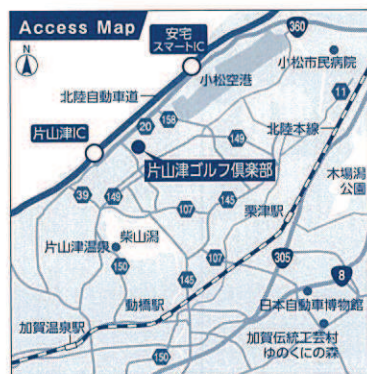 Access Map
N
安宅
スマートIC
360
小松空港
小松市民病院
北陸自動車道
11
158
20
149
北陸本線
片山津IC
片山津ゴルフ倶楽部
木場潟
公園
39
149
145
107
粟津駅
柴山潟
片山津温泉
150
107
305
8
145
動橋駅
日本自動車博物館
加賀温泉駅
加賀伝統工芸村
ゆのくにの森
150